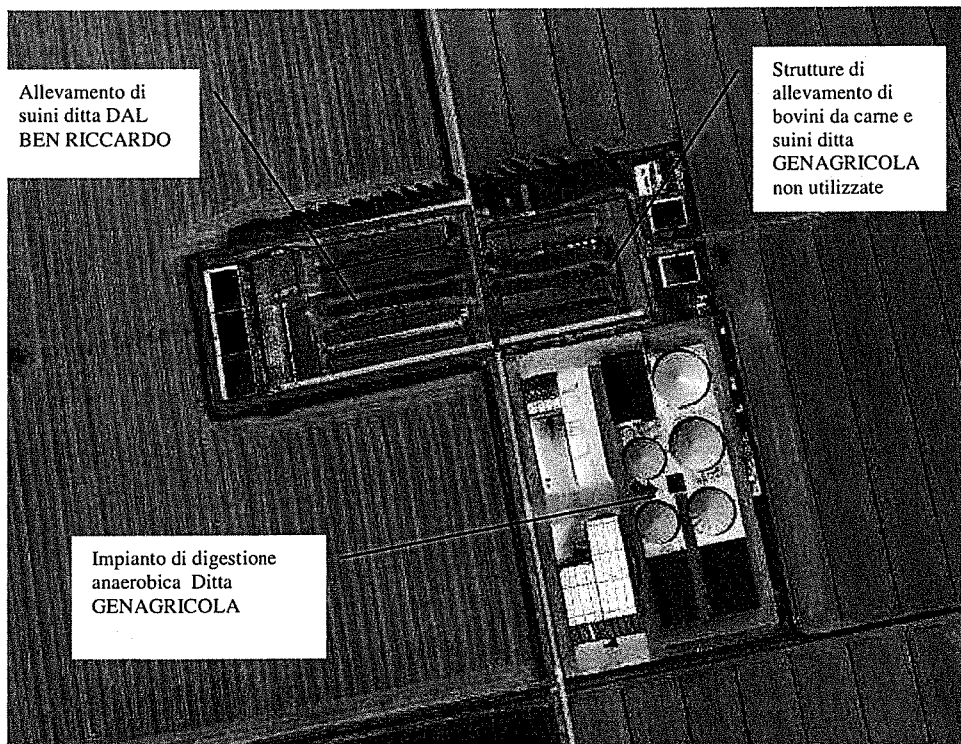 Allevamento di
suini ditta DAL
BEN RICCARDO
Strutture di
allevamento di
bovini da carne e
suini ditta
GENAGRICOLA
non utilizzate
Impianto di digestione
anaerobica Ditta
GENAGRICOLA